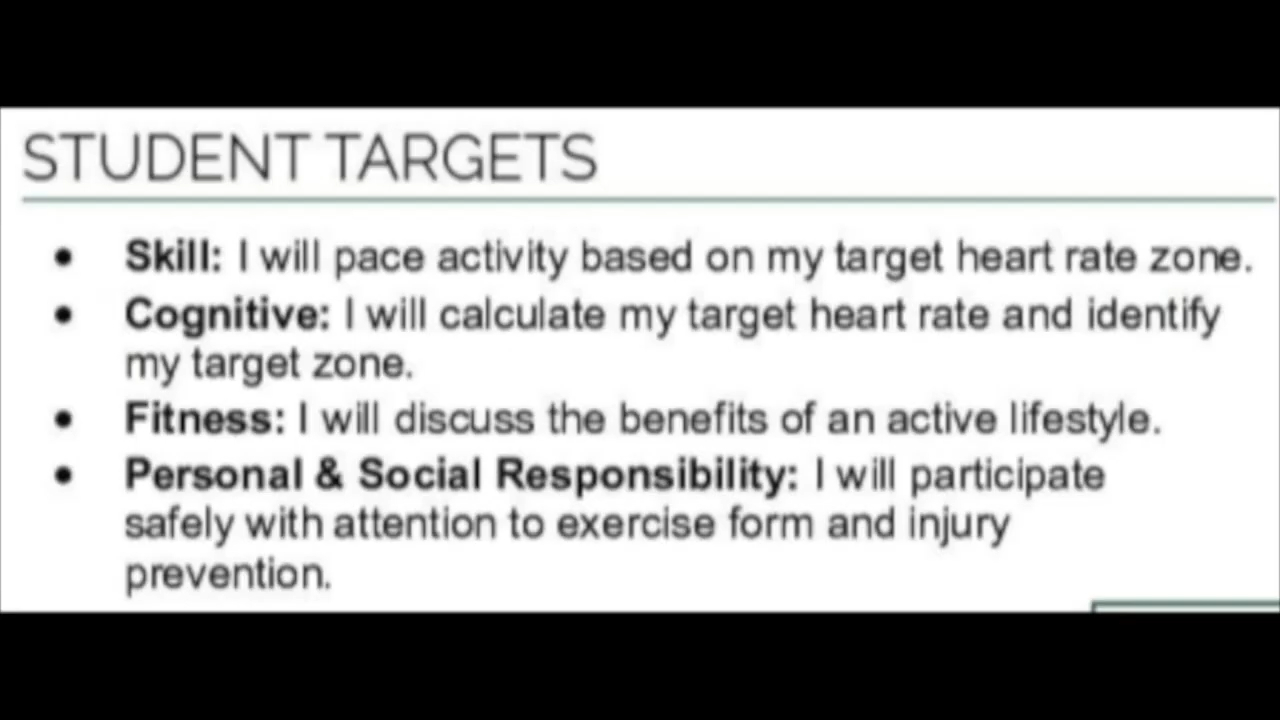 STUDENT TARGETS
• Skill: I will pace activity based on my target heart rate zone.
• Cognitive: I will calculate my target heart rate and identify
my target zone.
• Fitness: I will discuss the benefits of an active lifestyle.
• Personal & Social Responsibility: I will participate
safely with attention to exercise form and injury
prevention.